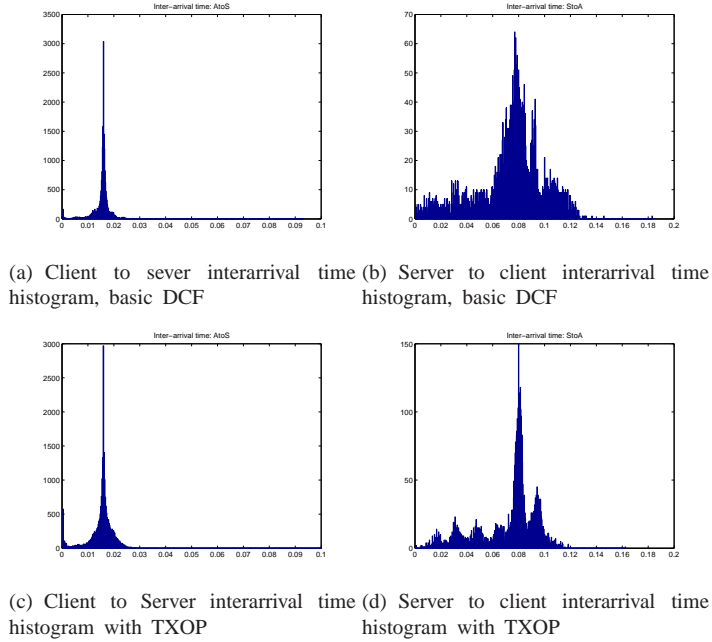 Inter-arrival time: AtoS
3500
3000
2500
2000
1500
1000
500
0
0 0.01 0.02 0.03 0.04 0.05 0.06 0.07 0.08 0.09 0.1
Inter-arrival time: StoA
70
60
50
40
30
20
10
0
0 0.02 0.04 0.06 0.08 0.1 0.12 0.14 0.16 0.18 0.2
(a) Client to sever interarrival time
histogram, basic DCF
(b) Server to client interarrival time
histogram, basic DCF
Inter-arrival time: AtoS
3000
2500
2000
1500
1000
500
0
0 0.01 0.02 0.03 0.04 0.05 0.06 0.07 0.08 0.09 0.1
Inter-arrival time: StoA
150
100
50
0
0 0.02 0.04 0.06 0.08 0.1 0.12 0.14 0.16 0.18 0.2
(c) Client to Server interarrival time
histogram with TXOP
(d) Server to client interarrival time
histogram with TXOP